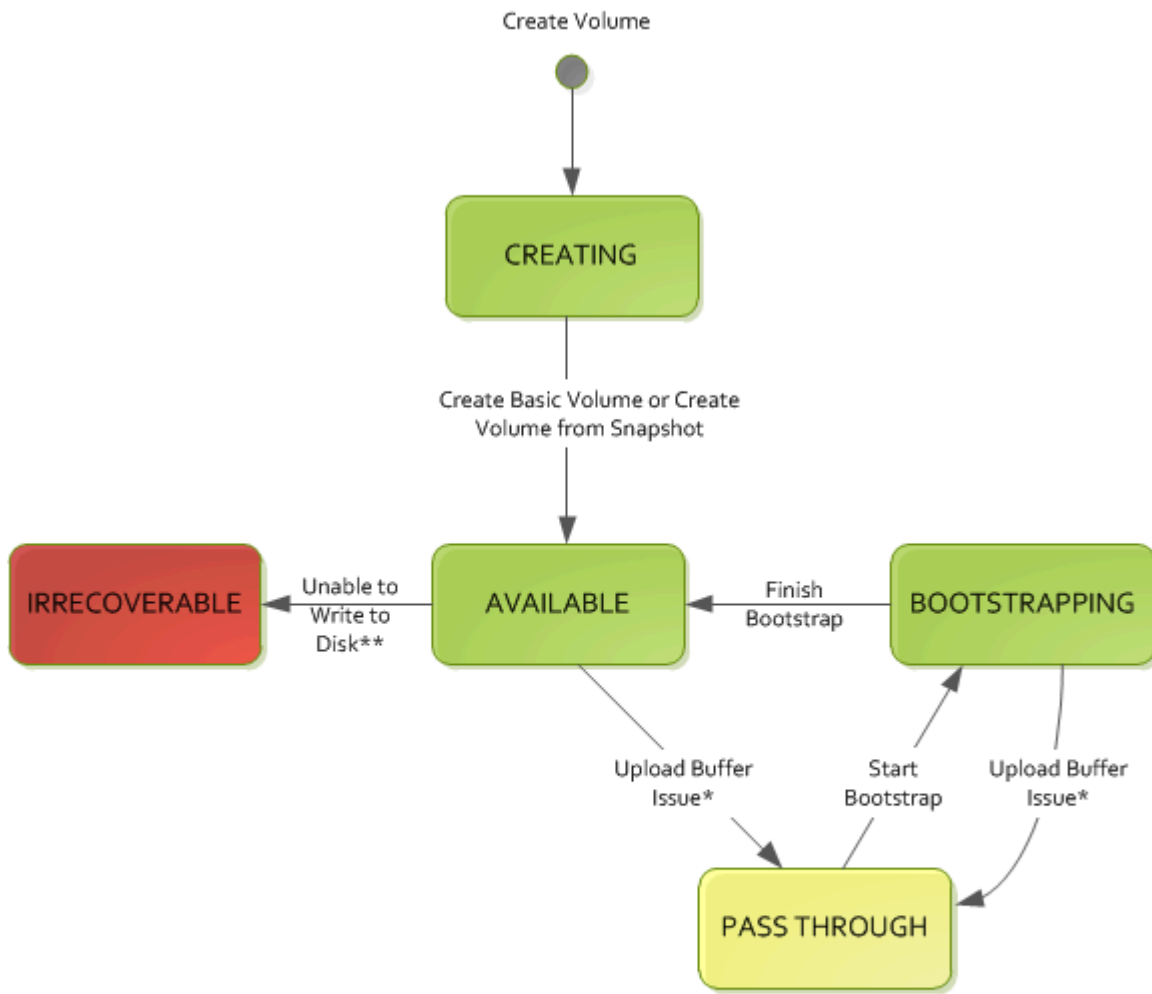 Create Volume
CREATING
Create Basic Volume or Create
Volume from Snapshot
IRRECOVERABLE
Unable to
Write to
Disk**
AVAILABLE
Finish
Bootstrap
BOOTSTRAPPING
Upload Buffer
Issue*
Start
Bootstrap
Upload Buffer
Issue*
PASS THROUGH